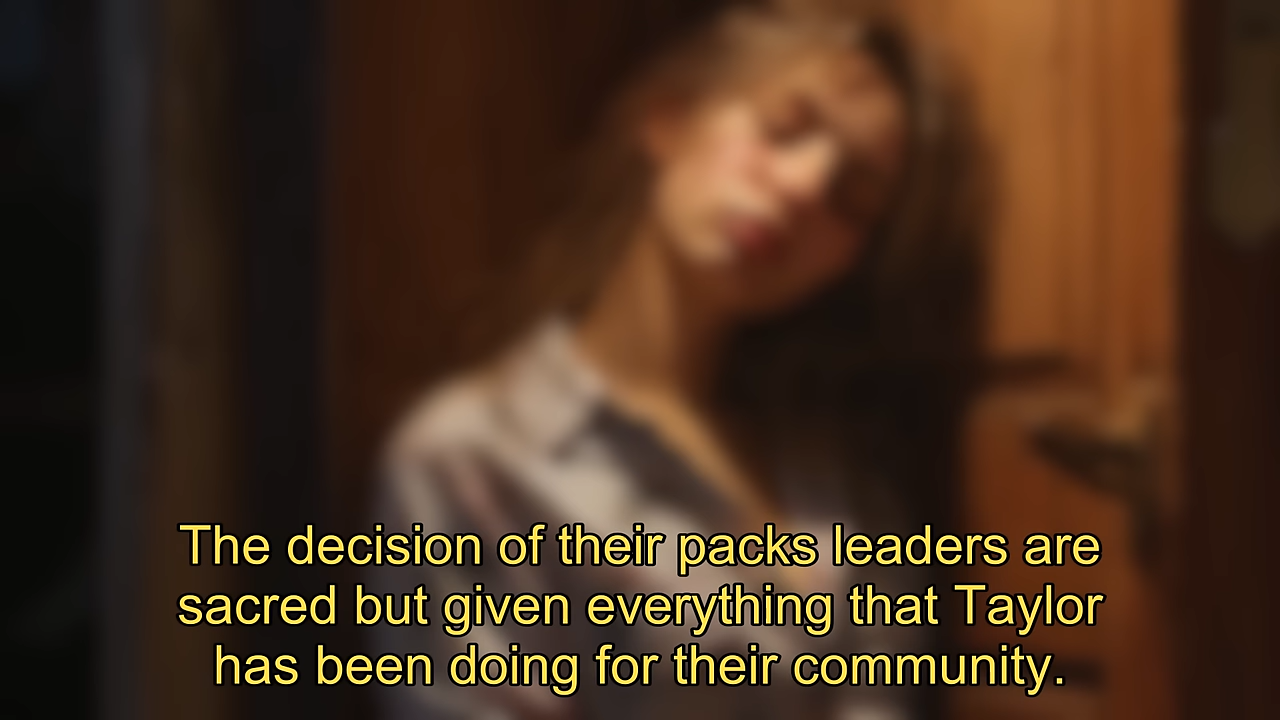 The decision of their packs leaders are
sacred but given everything that Taylor
has been doing for their community.